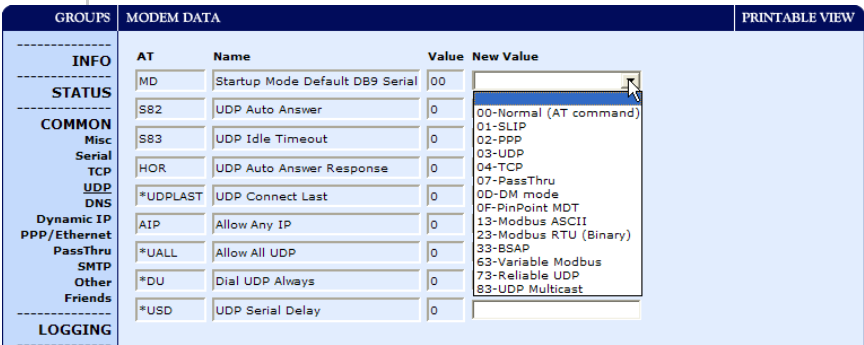 GROUPS MODEM DATA PRINTABLE VIEW
INFO
STATUS
COMMON
Misc
Serial
TCP
UDP
DNS
Dynamic IP
PPP/Ethernet
PassThru
SMTP
Other
Friends
LOGGING
AT Name Value New Value
MD Startup Mode Default DB9 Serial 00
S82 UDP Auto Answer 0
S83 UDP Idle Timeout 0
HOR UDP Auto Answer Response 0
*UDPLAST UDP Connect Last 0
AIP Allow Any IP 0
*UALL Allow All UDP 0
*DU Dial UDP Always 0
*USD UDP Serial Delay 0
00-Normal (AT command)
01-SLIP
02-PPP
03-UDP
04-TCP
07-PassThru
0D-DM mode
0F-PinPoint MDT
13-Modbus ASCII
23-Modbus RTU (Binary)
33-BSAP
63-Variable Modbus
73-Reliable UDP
83-UDP Multicast